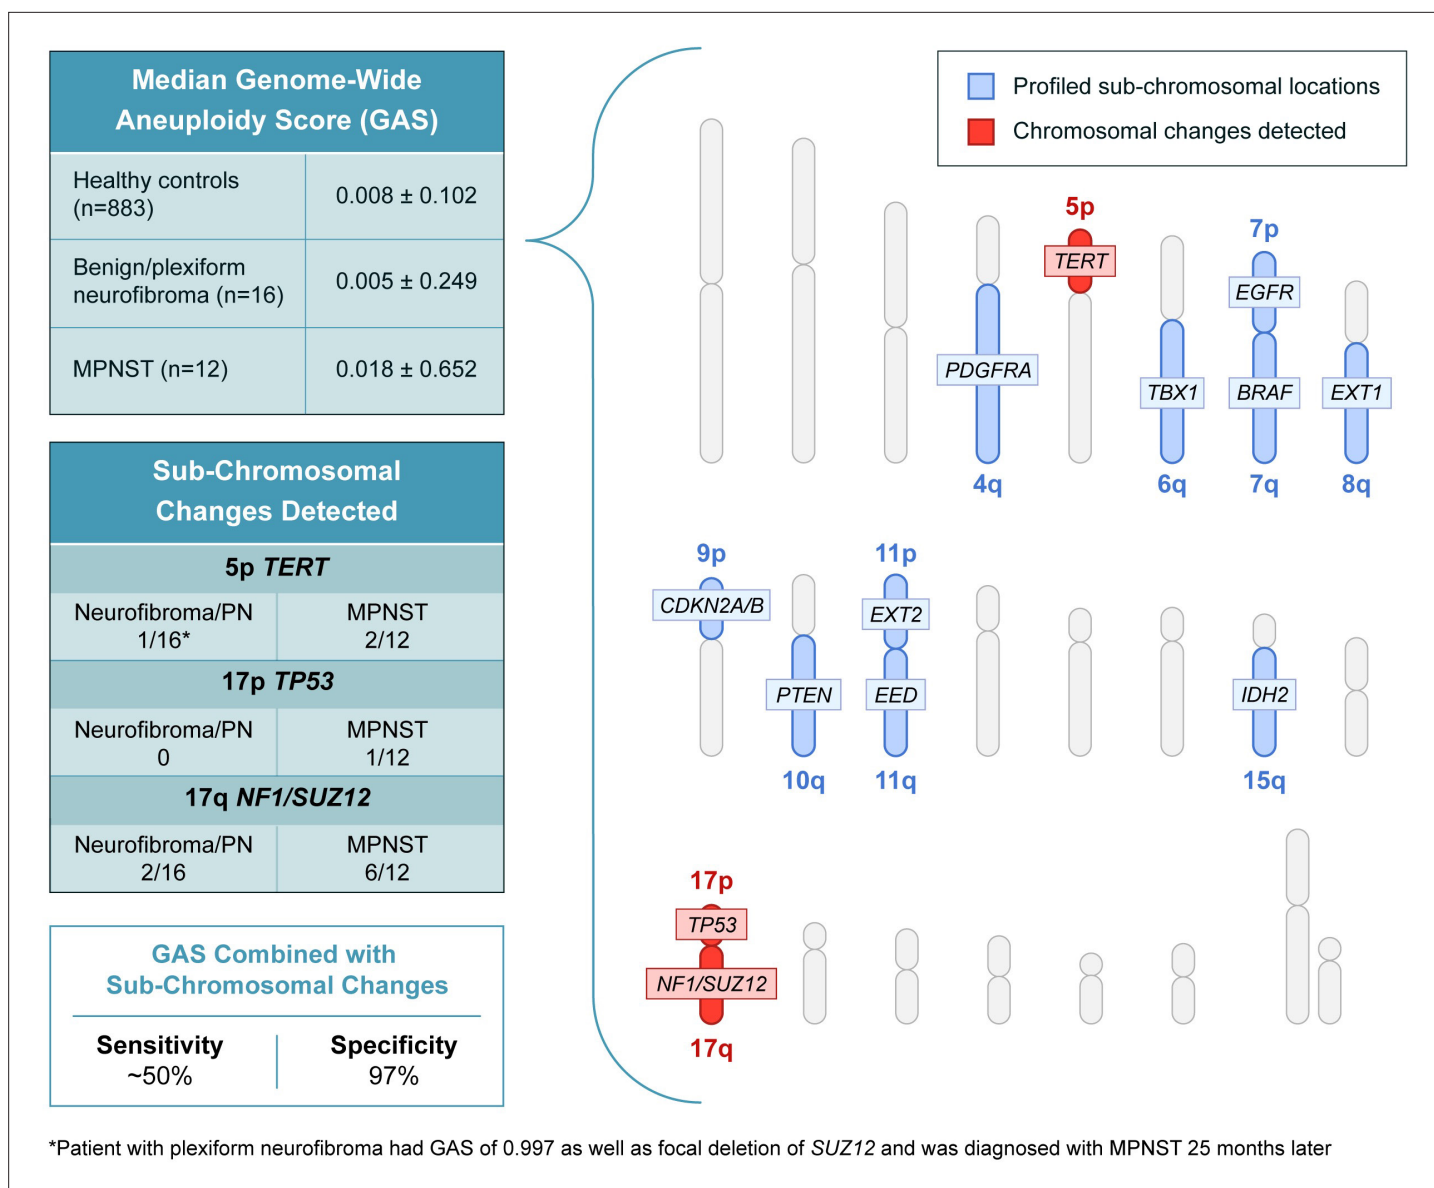 Median Genome-Wide
Aneuploidy Score (GAS)
Healthy controls
(n=883)
0.008 ± 0.102
Benign/plexiform
neurofibroma (n=16)
0.005 ± 0.249
MPNST (n=12)
0.018 ± 0.652
Sub-Chromosomal
Changes Detected
5p TERT
Neurofibroma/PN
1/16*
MPNST
2/12
17p TP53
Neurofibroma/PN
0
MPNST
1/12
17q NF1/SUZ12
Neurofibroma/PN
2/16
MPNST
6/12
GAS Combined with
Sub-Chromosomal Changes
Sensitivity
~50%
Specificity
97%
Profiled sub-chromosomal locations
Chromosomal changes detected
5p
7p
TERT
EGFR
PDGFRA
TBX1
BRAF
EXT1
4q
6q
7q
8q
9p
11p
CDKN2A/B
EXT2
PTEN
EED
IDH2
10q
11q
15q
17p
TP53
NF1/SUZ12
17q
*Patient with plexiform neurofibroma had GAS of 0.997 as well as focal deletion of SUZ12 and was diagnosed with MPNST 25 months later